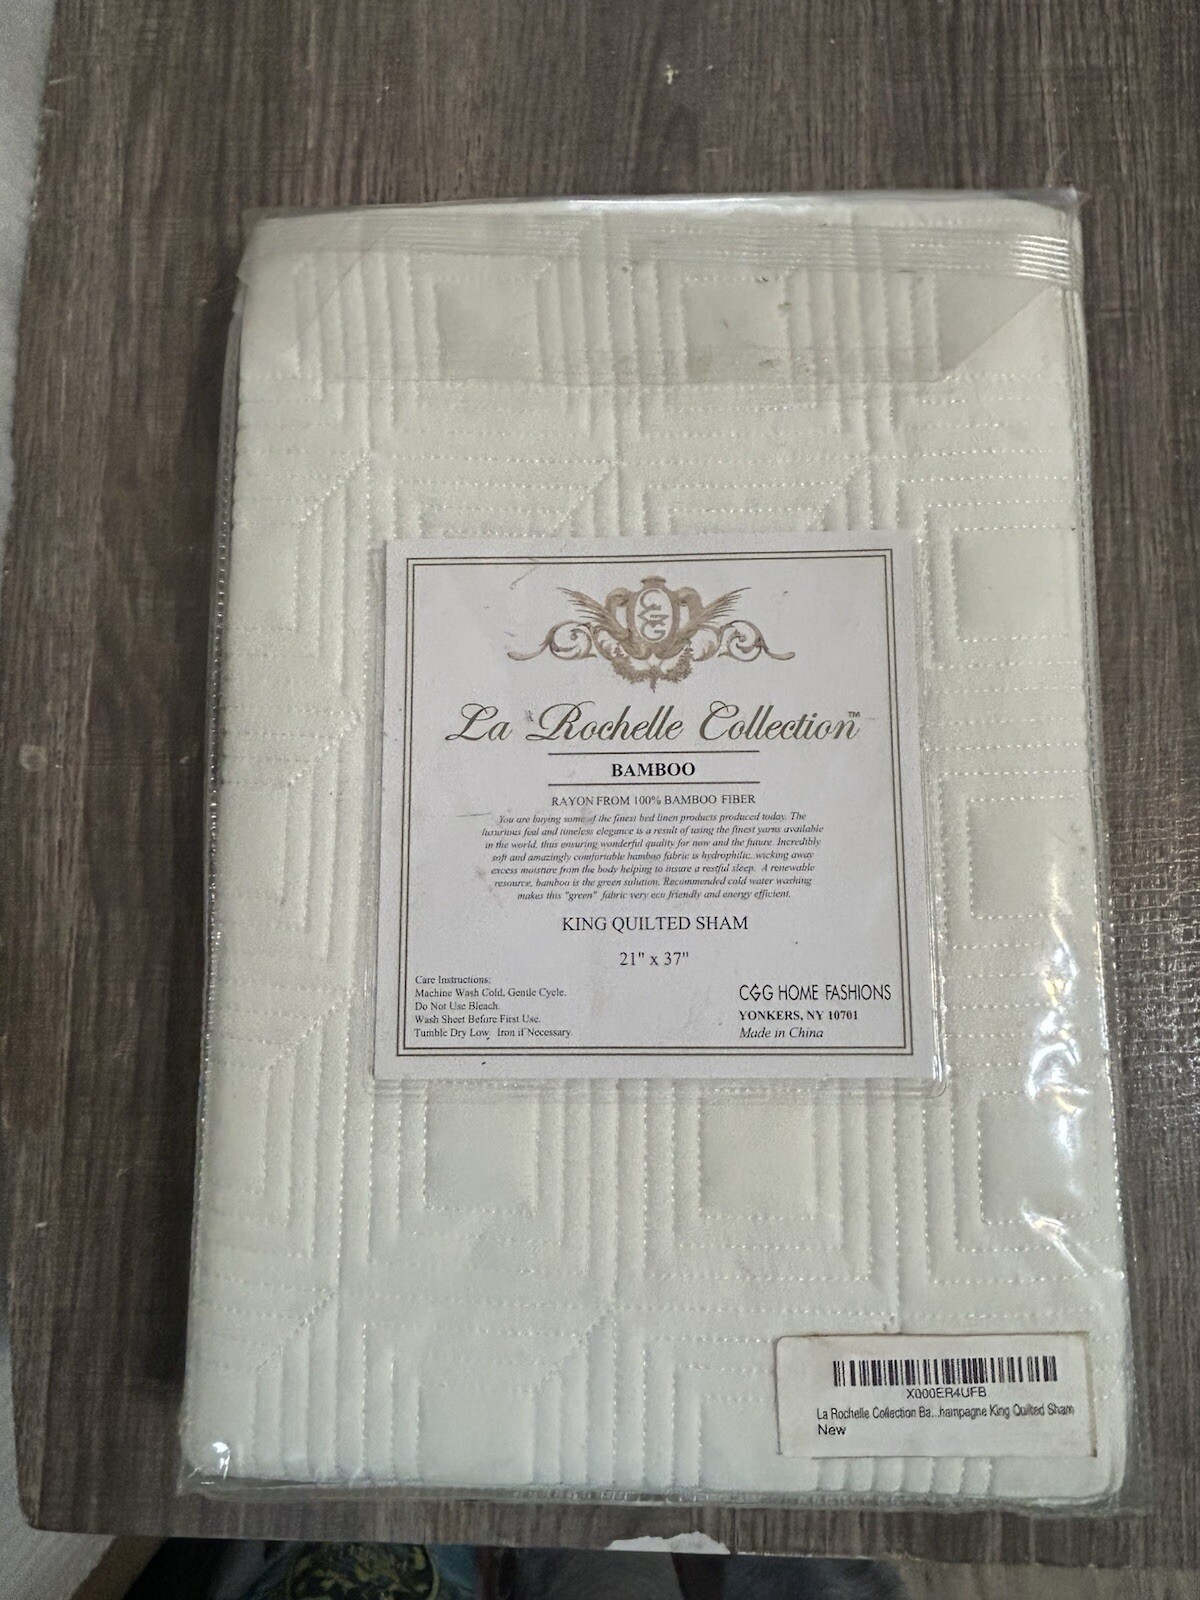 La Rochelle Collection™
BAMBOO
RAYON FROM 100% BAMBOO FIBER
You are buying some of the finest bed linen products produced today. The
luxurious feel and timeless elegance is a result of using the finest yarns available
in the world, thus ensuring wonderful quality for now and the future. Incredibly
soft and amazingly comfortable bamboo fabric is hydrophilic...wicking away
excess moisture from the body helping to insure a restful sleep. A renewable
resource, bamboo is the green solution. Recommended cold water washing
makes this "green" fabric very eco friendly and energy efficient.
KING QUILTED SHAM
21" x 37"
Care Instructions:
Machine Wash Cold, Gentle Cycle.
Do Not Use Bleach.
Wash Sheet Before First Use.
Tumble Dry Low. Iron if Necessary.
CGG HOME FASHIONS
YONKERS, NY 10701
Made in China
X000ER4UFB
La Rochelle Collection Ba...hampagne King Quilted Sham
New